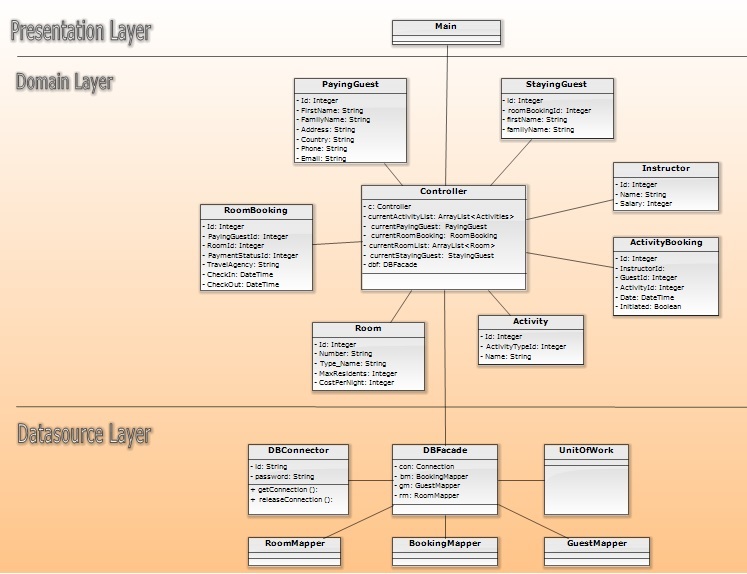 Presentation Layer
Main
Domain Layer
PayingGuest
- Id: Integer
- FirstName: String
- FamilyName: String
- Address: String
- Country: String
- Phone: String
- Email: String
StayingGuest
- id: Integer
- roomBookingId: Integer
- firstName: String
- familyName: String
Instructor
- Id: Integer
- Name: String
- Salary: Integer
Controller
- c: Controller
- currentActivityList: ArrayList<Activities>
- currentPayingGuest: PayingGuest
- currentRoomBooking: RoomBooking
- currentRoomList: ArrayList<Room>
- currentStayingGuest: StayingGuest
- dbf: DBFacade
RoomBooking
- Id: Integer
- PayingGuestId: Integer
- RoomId: Integer
- PaymentStatusId: Integer
- TravelAgency: String
- CheckIn: DateTime
- CheckOut: DateTime
ActivityBooking
- Id: Integer
- InstructorId:
- GuestId: Integer
- ActivityId: Integer
- Date: DateTime
- Initiated: Boolean
Room
- Id: Integer
- Number: String
- Type_Name: String
- MaxResidents: Integer
- CostPerNight: Integer
Activity
- Id: Integer
- ActivityTypeId: Integer
- Name: String
Datasource Layer
DBConnector
- id: String
- password: String
+ getConnection ():
+ releaseConnection ():
DBFacade
- con: Connection
- bm: BookingMapper
- gm: GuestMapper
- rm: RoomMapper
UnitOfWork
RoomMapper
BookingMapper
GuestMapper